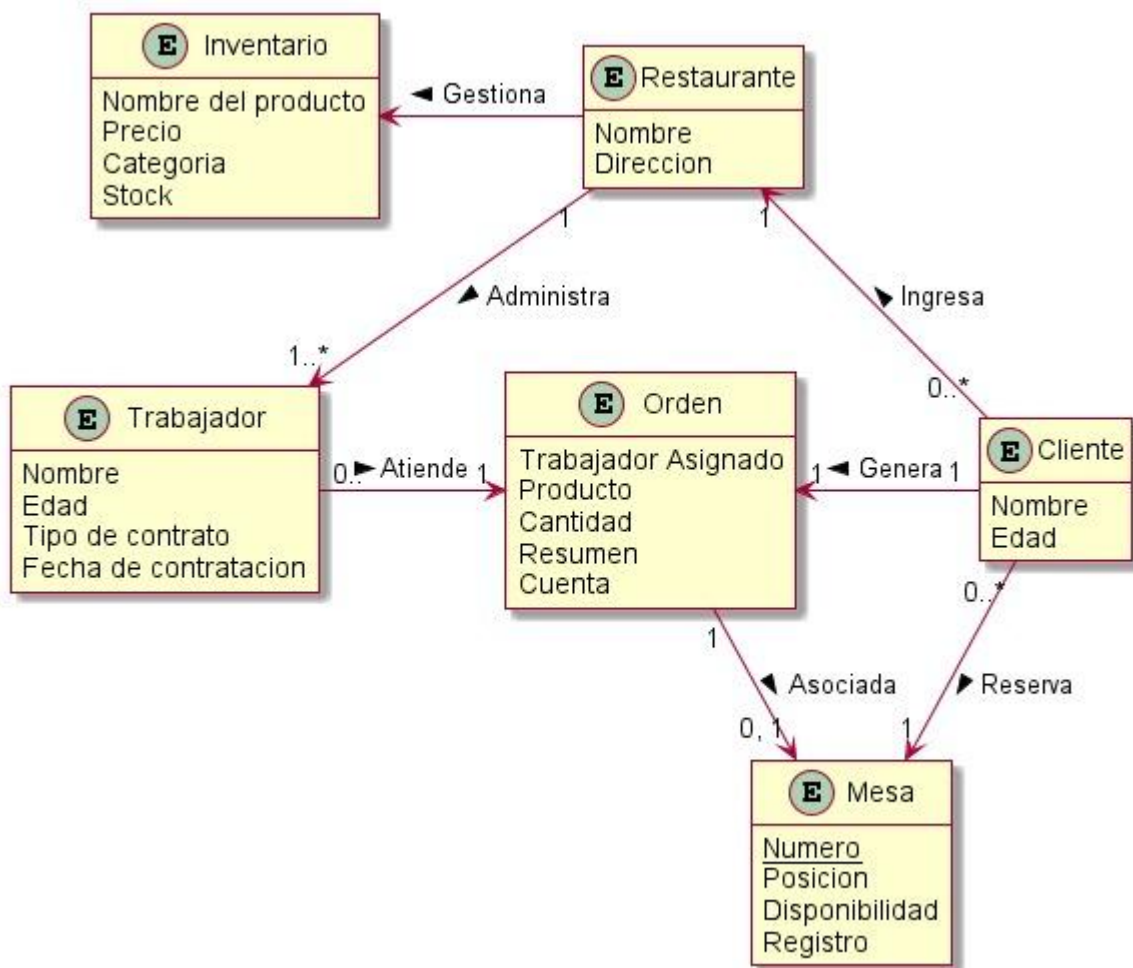 E Inventario
Nombre del producto
Precio
Categoria
Stock
◄ Gestiona
E Restaurante
Nombre
Direccion
1
1
Administra
Ingresa
1..*
0..*
E Trabajador
Nombre
Edad
Tipo de contrato
Fecha de contratacion
0..
► Atiende
1
E Orden
Trabajador Asignado
Producto
Cantidad
Resumen
Cuenta
1
◄ Genera
1
E Cliente
Nombre
Edad
0..*
1
Asociada
Reserva
0, 1
1
E Mesa
Numero
Posicion
Disponibilidad
Registro